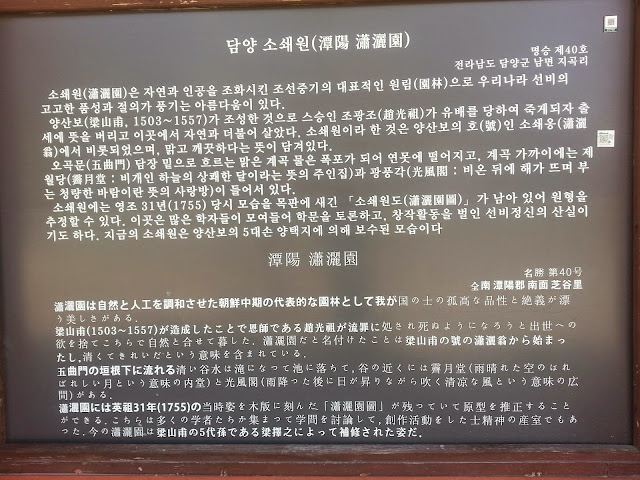 담양 소쇄원(潭陽 瀟灑園)
명승 제40호
전라남도 담양군 남면 지곡리
소쇄원(瀟灑園)은 자연과 인공을 조화시킨 조선중기의 대표적인 원림(園林)으로 우리나라 선비의
고고한 품성과 절의가 풍기는 아름다움이 있다.
양산보(梁山甫, 1503~1557)가 조성한 것으로 스승인 조광조(趙光祖)가 유배를 당하여 죽게되자 출
세에 뜻을 버리고 이곳에서 자연과 더불어 살았다. 소쇄원이라 한 것은 양산보의 호(號)인 소쇄옹(瀟灑
翁)에서 비롯되었으며, 맑고 깨끗하다는 뜻이 담겨있다.
오곡문(五曲門) 담장 밑으로 흐르는 맑은 계곡 물은 폭포가 되어 연못에 떨어지고, 계곡 가까이에는 제
월당(霽月堂 : 비개인 하늘의 상쾌한 달이라는 뜻의 주인집)과 광풍각(光風閣 : 비온 뒤에 해가 뜨며 부
는 청량한 바람이란 뜻의 사랑방)이 들어서 있다.
소쇄원에는 영조 31년(1755) 당시 모습을 목판에 새긴 「소쇄원도(瀟灑園圖)」가 남아 있어 원형을
추정할 수 있다. 이곳은 많은 학자들이 모여들어 학문을 토론하고, 창작활동을 벌인 선비정신의 산실이
기도 하다. 지금의 소쇄원은 양산보의 5대손 양택지에 의해 보수된 모습이다
潭陽 瀟灑園
名勝 第40号
全南 潭陽郡 南面 芝谷里
瀟灑園は自然と人工を調和させた朝鮮中期の代表的な園林として我が国の士の孤高な品性と絶義が漂
う美しさがある.
梁山甫(1503~1557)が造成したことで恩師である趙光祖が流罪に処され死ぬようになろうと出世への
欲を捨てこちらで自然と合せて暮した. 瀟灑園だと名付けたことは梁山甫の號の瀟灑翁から始まっ
たし,清くてきれいだという意味を含まれている.
五曲門の垣根下に流れる清い谷水は滝になって池に落ちて,谷の近くには霽月堂(雨晴れた空のはれ
ばれしい月という意味の内堂)と光風閣(雨降った後に日が昇りながら吹く清涼な風という意味の広
間)がある.
瀟灑園には英祖31年(1755)の当時姿を木版に刻んだ「瀟灑園圖」が残っていて原型を推正すること
ができる.こちらは多くの学者たちが集まって学問を討論して,創作活動をした士精神の産室でもあ
った.今の瀟灑園は梁山甫の5代孫である梁擇之によって補修された姿だ.